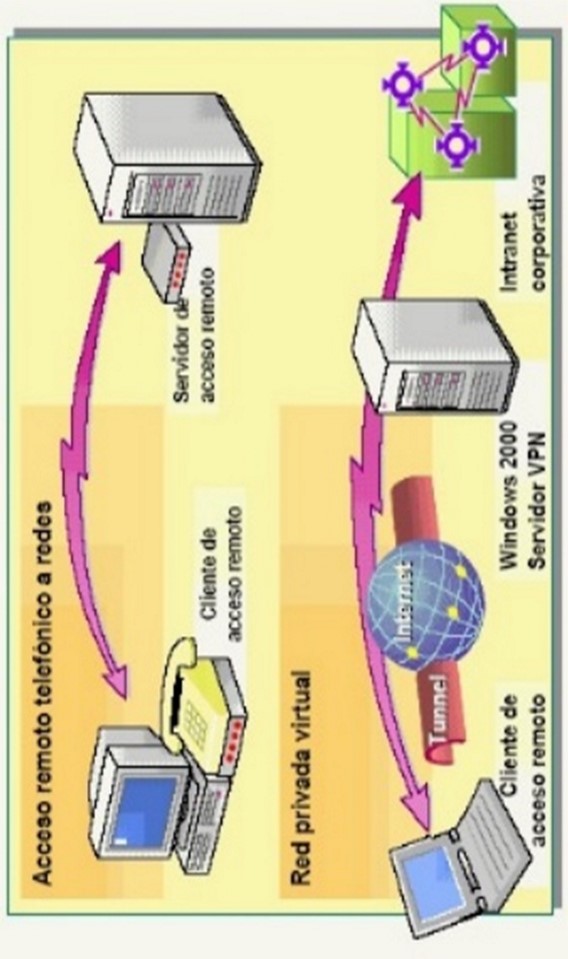 Acceso remoto telefónico a redes
Cliente de
acceso remoto
Servidor de
acceso remoto
Red privada virtual
Internet
Tunnel
Cliente de
acceso remoto
Windows 2000
Servidor VPN
Intranet
corporativa